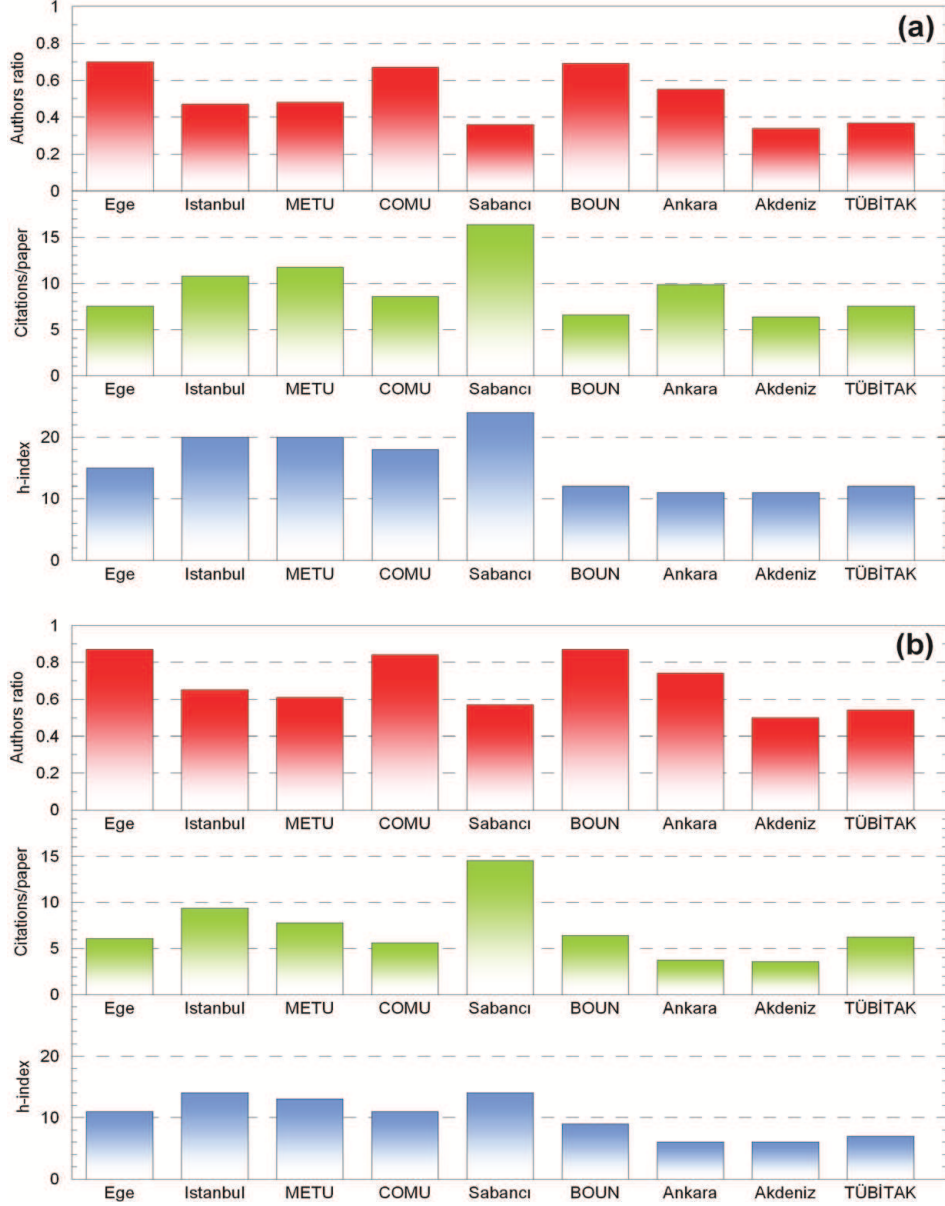 (a)
1
0.8
0.6
0.4
0.2
0
Authors ratio
Ege Istanbul METU COMU Sabancı BOUN Ankara Akdeniz TÜBİTAK
15
10
5
0
Citations/paper
Ege Istanbul METU COMU Sabancı BOUN Ankara Akdeniz TÜBİTAK
20
10
0
h-index
Ege Istanbul METU COMU Sabancı BOUN Ankara Akdeniz TÜBİTAK
(b)
1
0.8
0.6
0.4
0.2
0
Authors ratio
Ege Istanbul METU COMU Sabancı BOUN Ankara Akdeniz TÜBİTAK
15
10
5
0
Citations/paper
Ege Istanbul METU COMU Sabancı BOUN Ankara Akdeniz TÜBİTAK
20
10
0
h-index
Ege Istanbul METU COMU Sabancı BOUN Ankara Akdeniz TÜBİTAK